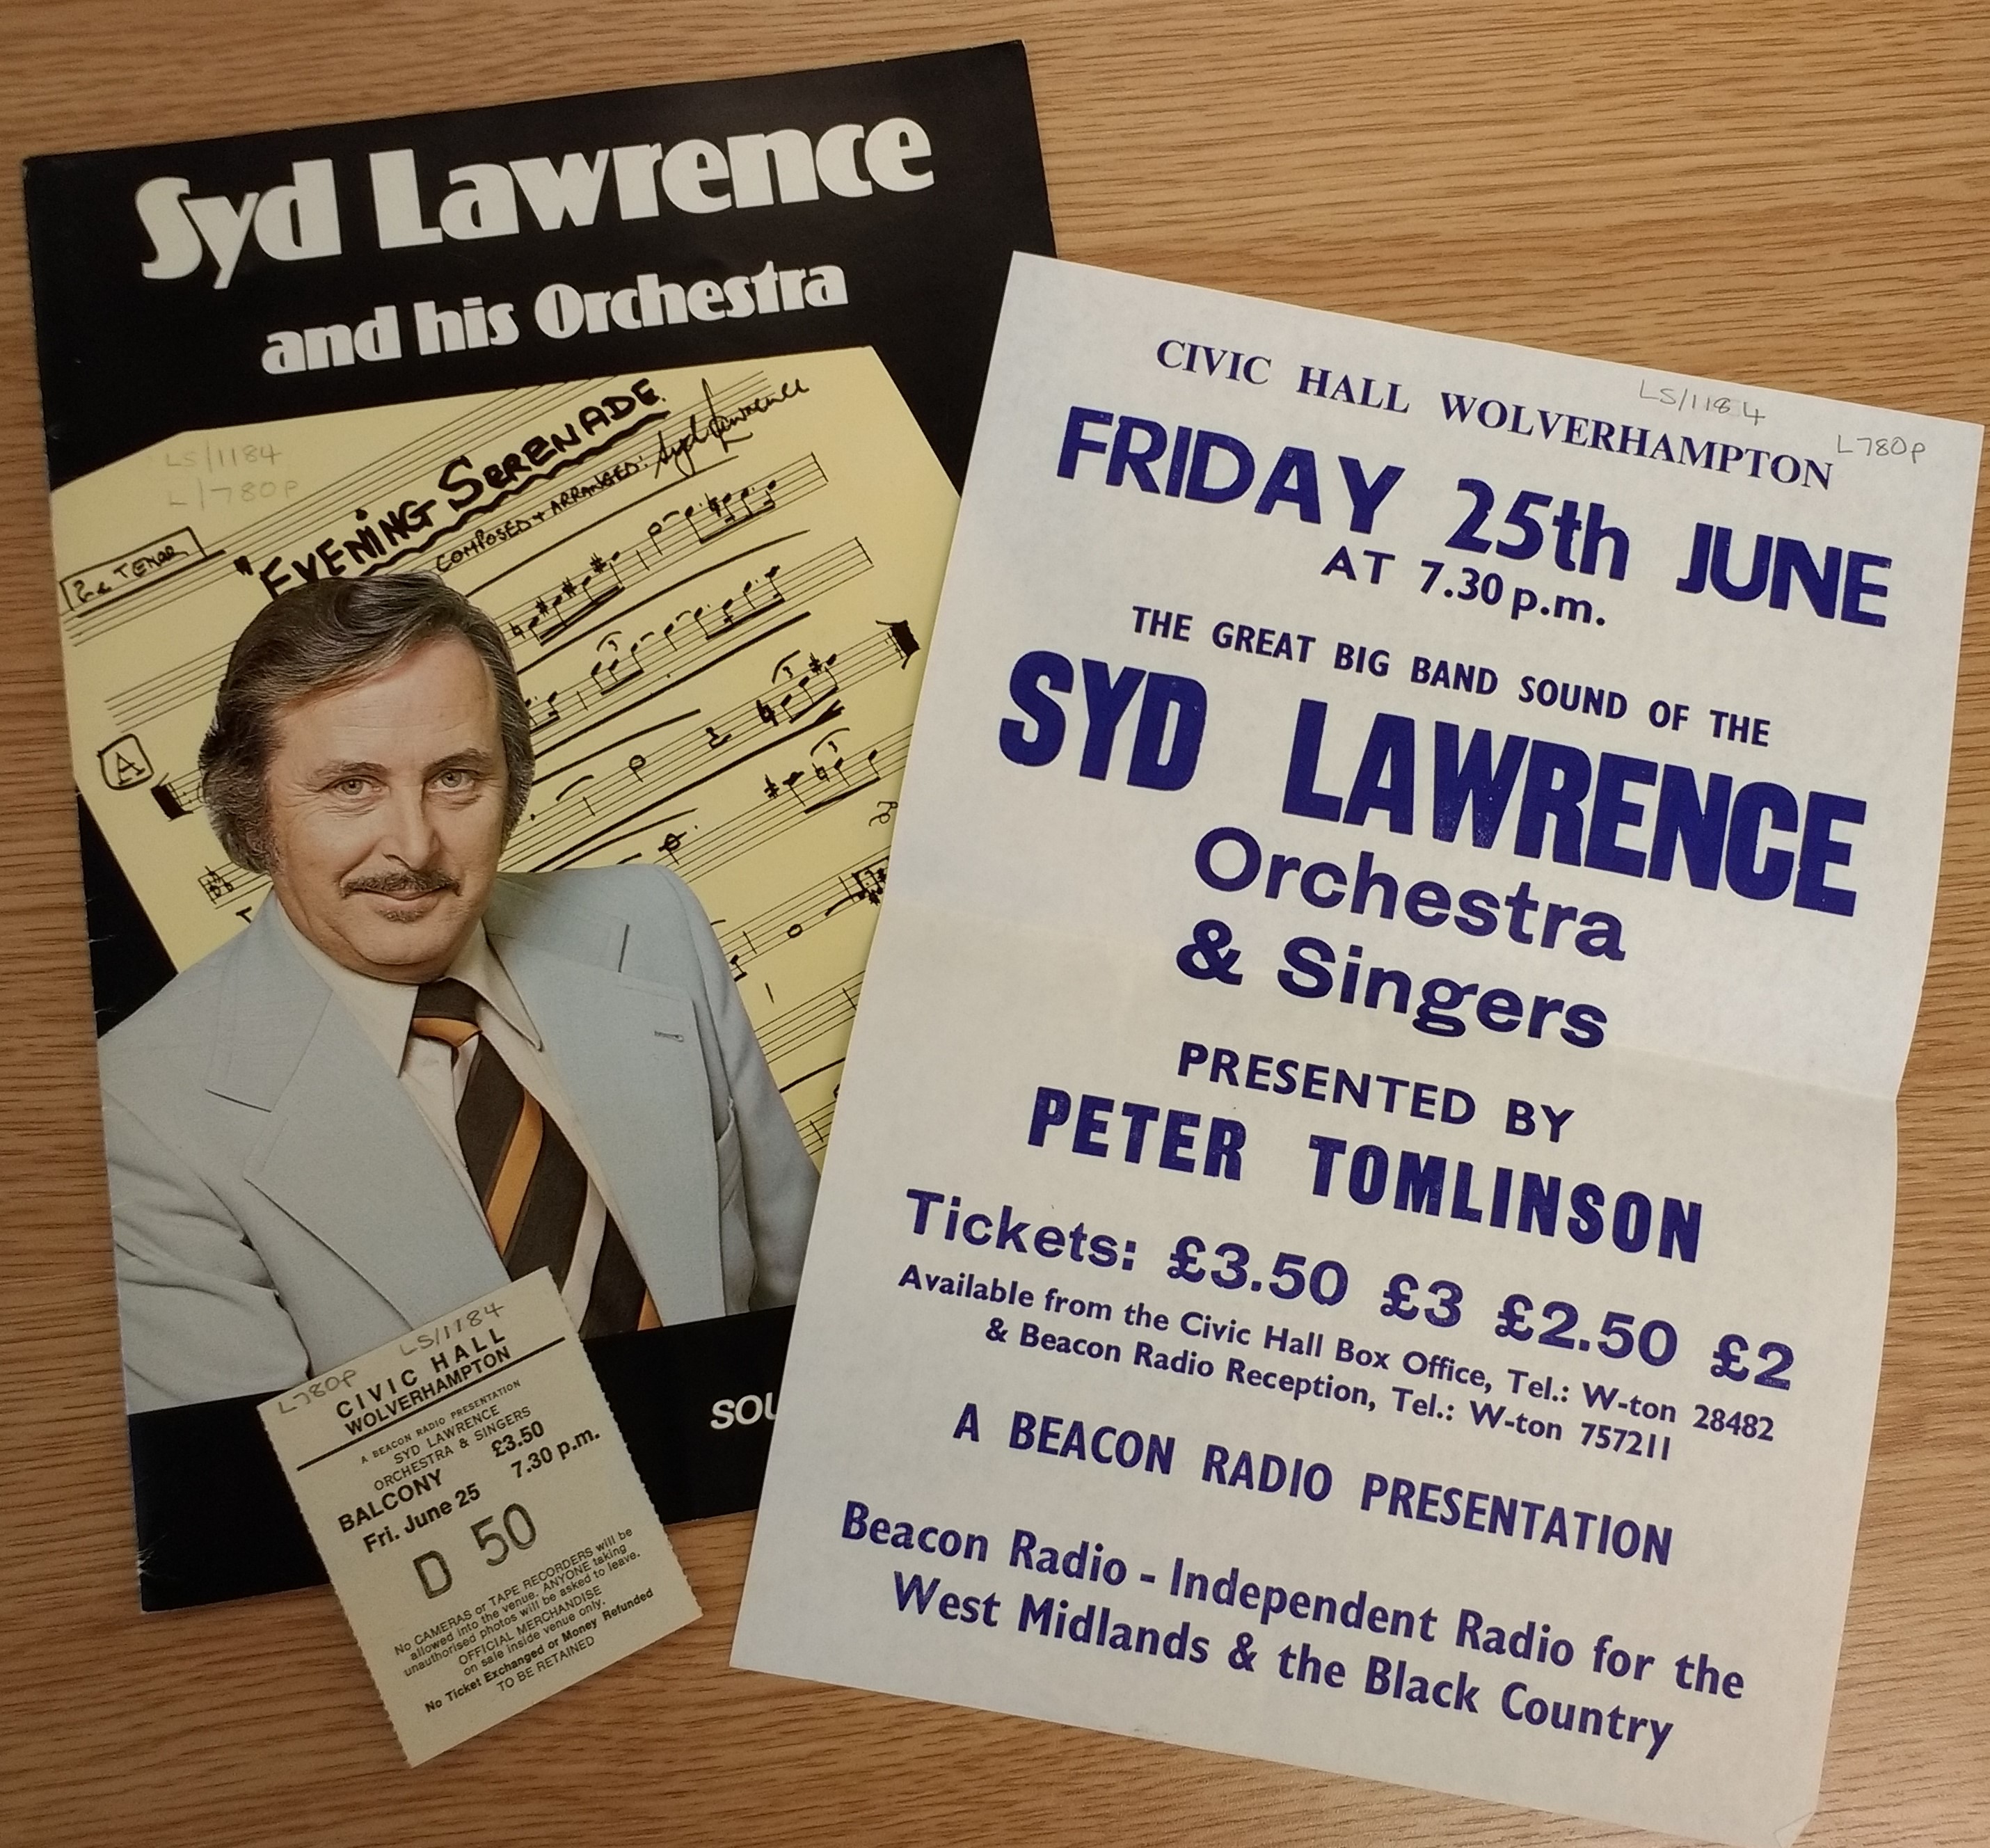 Syd Lawrence
and his Orchestra
LS/1184
L/780P
"EVENING SERENADE
COMPOSED + ARRANGED: Syd Lawrence
TENOR
A
SOU
L780P LS/1184
CIVIC HALL
WOLVERHAMPTON
A BEACON RADIO PRESENTATION
SYD LAWRENCE
ORCHESTRA & SINGERS
BALCONY £3.50
Fri. June 25 7.30 p.m.
D 50
No CAMERAS or TAPE RECORDERS will be
allowed into the venue. ANYONE taking
unauthorised photos will be asked to leave.
OFFICIAL MERCHANDISE
on sale inside venue only.
No Ticket Exchanged or Money Refunded
TO BE RETAINED
CIVIC HALL WOLVERHAMPTON
LS/1184
L780P
FRIDAY 25th JUNE
AT 7.30 p.m.
THE GREAT BIG BAND SOUND OF THE
SYD LAWRENCE
Orchestra
& Singers
PRESENTED BY
PETER TOMLINSON
Tickets: £3.50 £3 £2.50 £2
Available from the Civic Hall Box Office, Tel.: W-ton 28482
& Beacon Radio Reception, Tel.: W-ton 757211
A BEACON RADIO PRESENTATION
Beacon Radio - Independent Radio for the
West Midlands & the Black Country